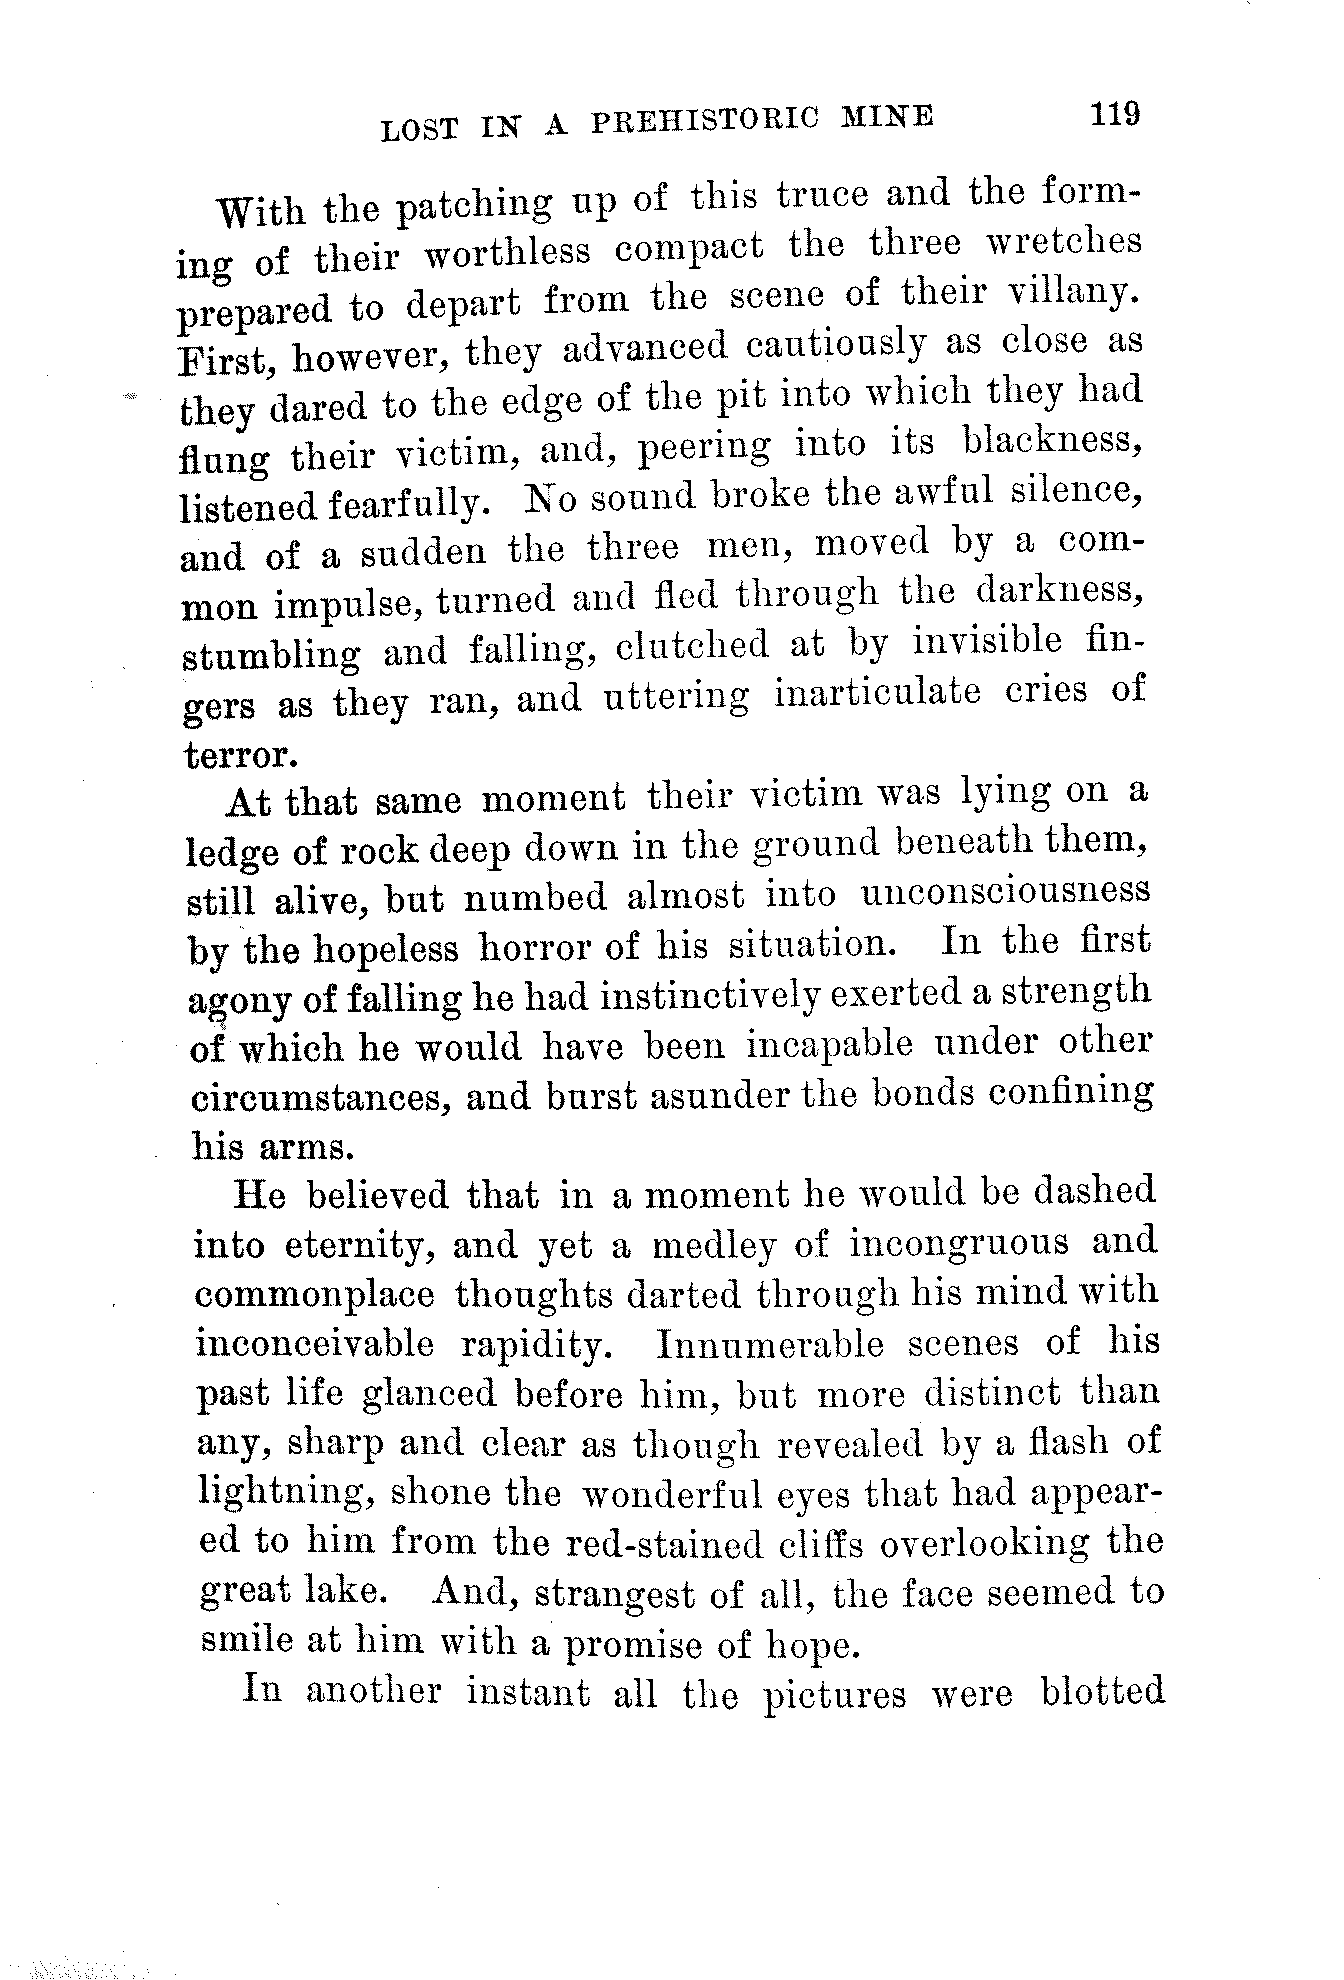 LOST IN A PREHISTORIC MINE 119
With the patching up of this truce and the form-
ing of their worthless compact the three wretches
prepared to depart from the scene of their villany.
First, however, they advanced cautiously as close as
they dared to the edge of the pit into which they had
flung their victim, and, peering into its blackness,
listened fearfully. No sound broke the awful silence,
and of a sudden the three men, moved by a com-
mon impulse, turned and fled through the darkness,
stumbling and falling, clutched at by invisible fin-
gers as they ran, and uttering inarticulate cries of
terror.
At that same moment their victim was lying on a
ledge of rock deep down in the ground beneath them,
still alive, but numbed almost into unconsciousness
by the hopeless horror of his situation. In the first
agony of falling he had instinctively exerted a strength
of which he would have been incapable under other
circumstances, and burst asunder the bonds confining
his arms.
He believed that in a moment he would be dashed
into eternity, and yet a medley of incongruous and
commonplace thoughts darted through his mind with
inconceivable rapidity. Innumerable scenes of his
past life glanced before him, but more distinct than
any, sharp and clear as though revealed by a flash of
lightning, shone the wonderful eyes that had appear-
ed to him from the red-stained cliffs overlooking the
great lake. And, strangest of all, the face seemed to
smile at him with a promise of hope.
In another instant all the pictures were blotted